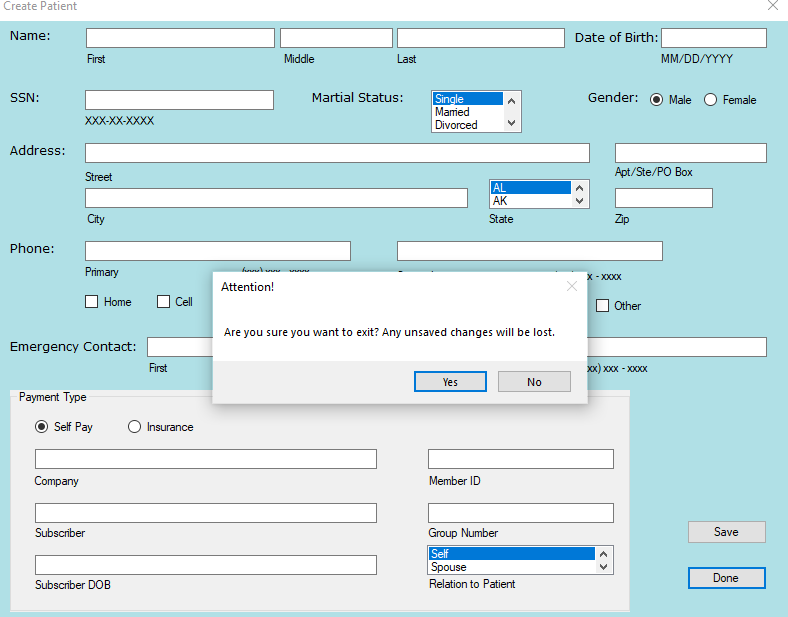 Create Patient
Name:
Date of Birth:
First
Middle
Last
MM/DD/YYYY
SSN:
Martial Status:
Single
Married
Divorced
Gender:
Male
Female
XXX-XX-XXXX
Address:
Street
Apt/Ste/PO Box
AL
AK
City
State
Zip
Phone:
Primary
(xxx) xxx - xxxx
x - xxxx
Home
Cell
Other
Attention!
Are you sure you want to exit? Any unsaved changes will be lost.
Yes
No
Emergency Contact:
First
xx) xxx - xxxx
Payment Type
Self Pay
Insurance
Company
Member ID
Subscriber
Group Number
Self
Spouse
Subscriber DOB
Relation to Patient
Save
Done